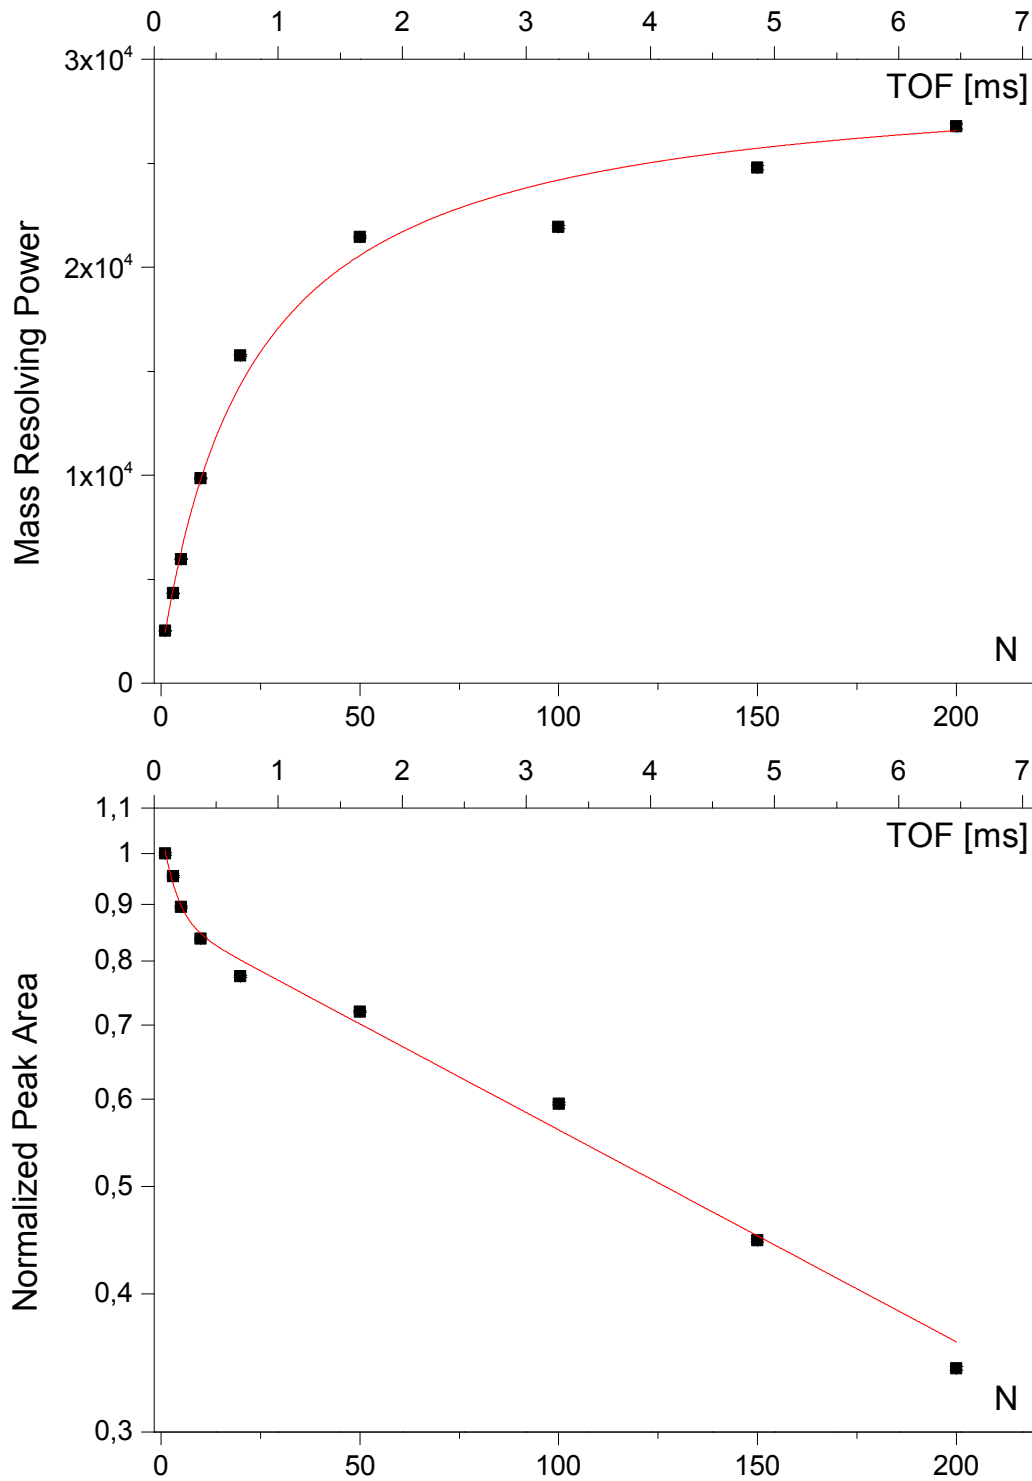 0 1 2 3 4 5 6 7
3x10⁴
TOF [ms]
2x10⁴
Mass Resolving Power
1x10⁴
N
0
0 50 100 150 200
0 1 2 3 4 5 6 7
1,1
TOF [ms]
1
0,9
0,8
0,7
Normalized Peak Area
0,6
0,5
0,4
N
0,3
0 50 100 150 200